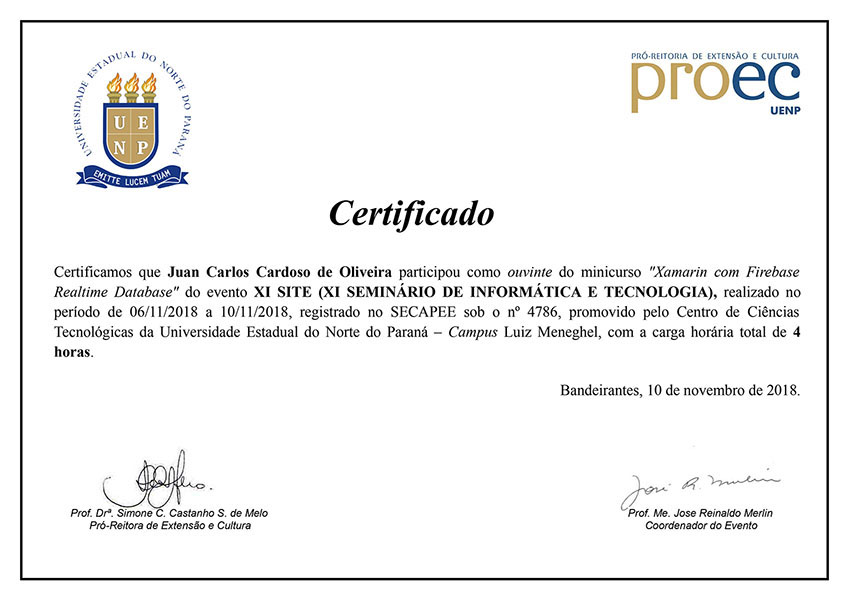 UNIVERSIDADE ESTADUAL DO NORTE DO PARANÁ
U E
N P
EMITTE LUCEM TUAM
PRÓ-REITORIA DE EXTENSÃO E CULTURA
proec
UENP
Certificado
Certificamos que Juan Carlos Cardoso de Oliveira participou como ouvinte do minicurso "Xamarin com Firebase
Realtime Database" do evento XI SITE (XI SEMINÁRIO DE INFORMÁTICA E TECNOLOGIA), realizado no
período de 06/11/2018 a 10/11/2018, registrado no SECAPEE sob o nº 4786, promovido pelo Centro de Ciências
Tecnológicas da Universidade Estadual do Norte do Paraná – Campus Luiz Meneghel, com a carga horária total de 4
horas.
Bandeirantes, 10 de novembro de 2018.
Prof. Drª. Simone C. Castanho S. de Melo
Pró-Reitora de Extensão e Cultura
José R. Merlin
Prof. Me. Jose Reinaldo Merlin
Coordenador do Evento